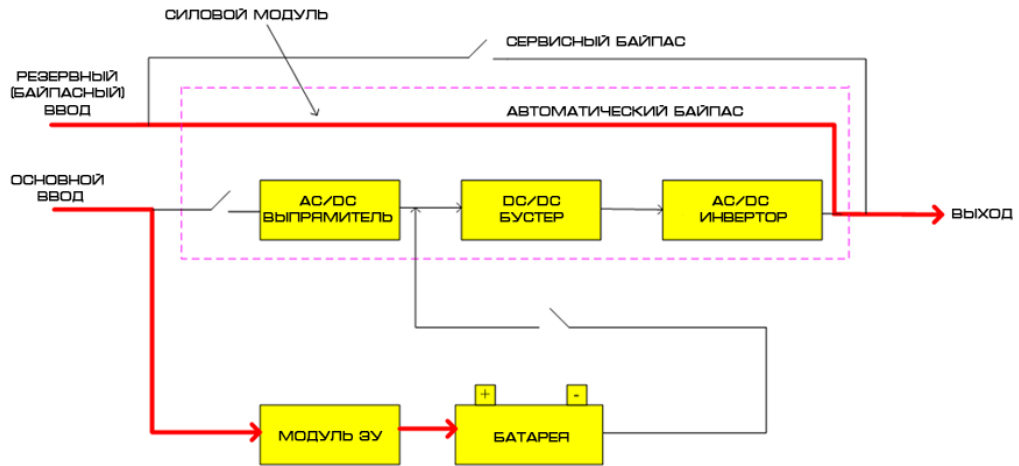 СИЛОВОЙ МОДУЛЬ
СЕРВИСНЫЙ БАЙПАС
РЕЗЕРВНЫЙ
(БАЙПАСНЫЙ)
ВВОД
АВТОМАТИЧЕСКИЙ БАЙПАС
ОСНОВНОЙ
ВВОД
AC/DC
ВЫПРЯМИТЕЛЬ
DC/DC
БУСТЕР
AC/DC
ИНВЕРТОР
ВЫХОД
+
-
МОДУЛЬ ЗУ
БАТАРЕЯ